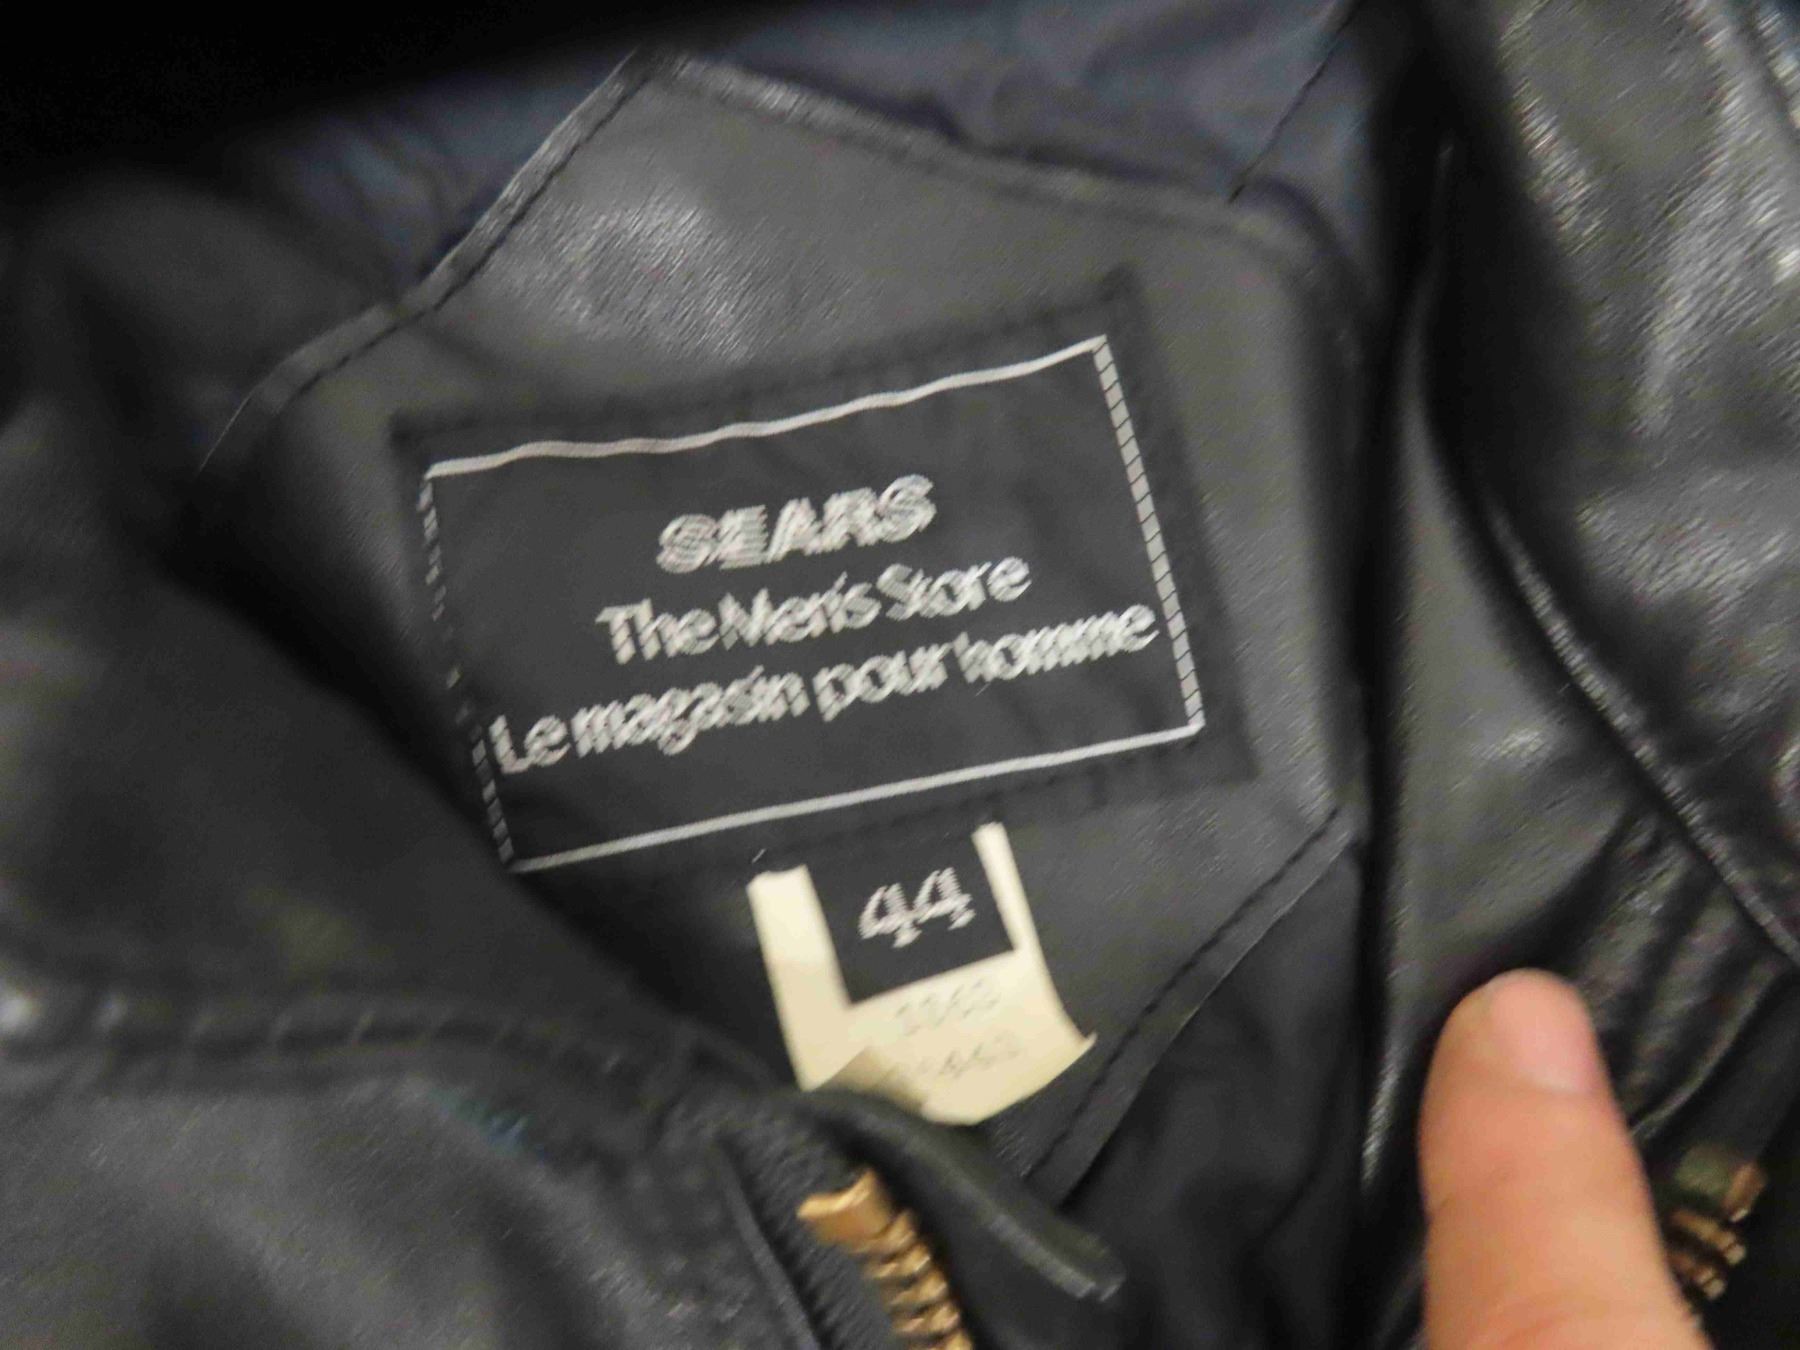 SEARS
The Men's Store
Le magasin pour homme
44